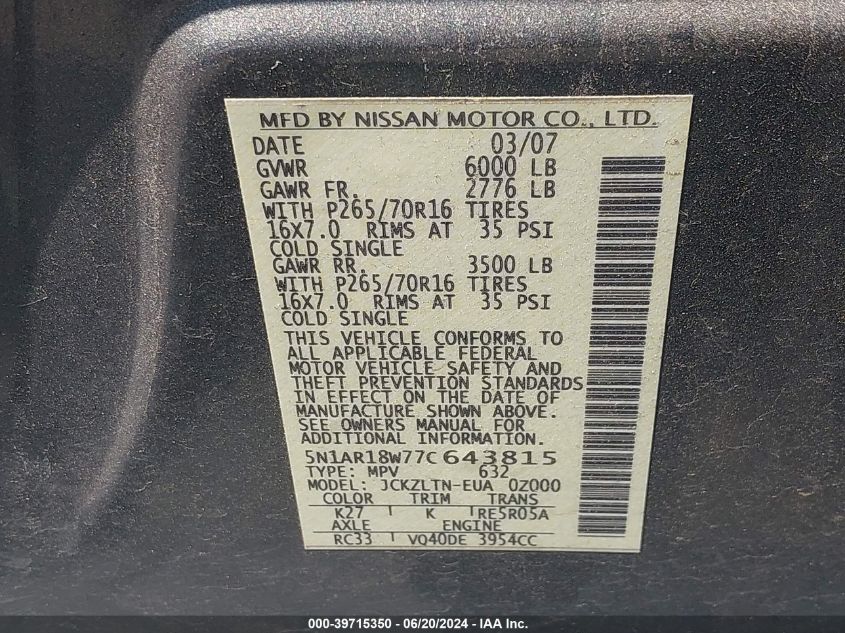 MFD BY NISSAN MOTOR CO., LTD.
DATE 03/07
GVWR 6000 LB
GAWR FR. 2776 LB
WITH P265/70R16 TIRES
16X7.0 RIMS AT 35 PSI
COLD SINGLE
GAWR RR. 3500 LB
WITH P265/70R16 TIRES
16X7.0 RIMS AT 35 PSI
COLD SINGLE
THIS VEHICLE CONFORMS TO
ALL APPLICABLE FEDERAL
MOTOR VEHICLE SAFETY AND
THEFT PREVENTION STANDARDS
IN EFFECT ON THE DATE OF
MANUFACTURE SHOWN ABOVE.
SEE OWNERS MANUAL FOR
ADDITIONAL INFORMATION.
5N1AR18W77C643815
TYPE: MPV 632
MODEL: JCKZLTN-EUA 0Z000
COLOR TRIM TRANS
K27 K RE5R05A
AXLE ENGINE
RC33 VQ40DE 3954CC
000-39715350 - 06/20/2024 - IAA Inc.